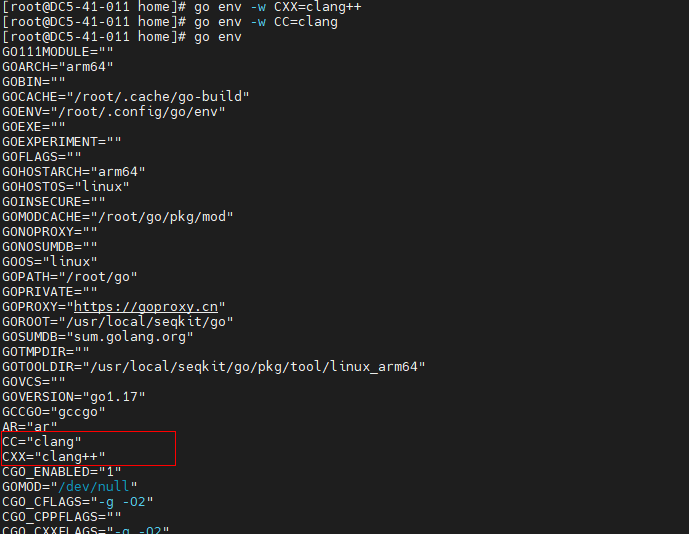 [root@DC5-41-011 home]# go env -w CXX=clang++
[root@DC5-41-011 home]# go env -w CC=clang
[root@DC5-41-011 home]# go env
GO111MODULE=""
GOARCH="arm64"
GOBIN=""
GOCACHE="/root/.cache/go-build"
GOENV="/root/.config/go/env"
GOEXE=""
GOEXPERIMENT=""
GOFLAGS=""
GOHOSTARCH="arm64"
GOHOSTOS="linux"
GOINSECURE=""
GOMODCACHE="/root/go/pkg/mod"
GONOPROXY=""
GONOSUMDB=""
GOOS="linux"
GOPATH="/root/go"
GOPRIVATE=""
GOPROXY="https://goproxy.cn"
GOROOT="/usr/local/seqkit/go"
GOSUMDB="sum.golang.org"
GOTMPDIR=""
GOTOOLDIR="/usr/local/seqkit/go/pkg/tool/linux_arm64"
GOVCS=""
GOVERSION="go1.17"
GCCGO="gccgo"
AR="ar"
CC="clang"
CXX="clang++"
CGO_ENABLED="1"
GOMOD="/dev/null"
CGO_CFLAGS="-g -O2"
CGO_CPPFLAGS=""
CGO_CXXFLAGS="-g -O2"